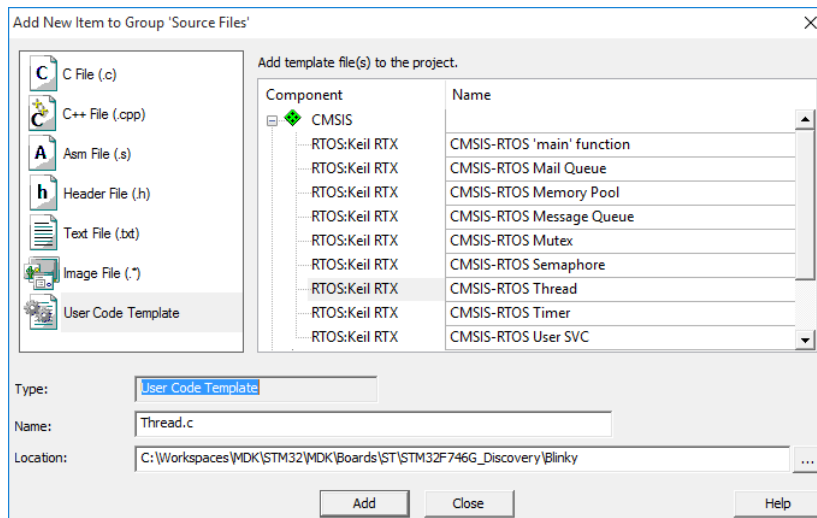 Add New Item to Group 'Source Files'
C File (.c)
C++ File (.cpp)
Asm File (.s)
Header File (.h)
Text File (.txt)
Image File (.*)
User Code Template
Add template file(s) to the project.
Component Name
CMSIS
RTOS:Keil RTX CMSIS-RTOS 'main' function
RTOS:Keil RTX CMSIS-RTOS Mail Queue
RTOS:Keil RTX CMSIS-RTOS Memory Pool
RTOS:Keil RTX CMSIS-RTOS Message Queue
RTOS:Keil RTX CMSIS-RTOS Mutex
RTOS:Keil RTX CMSIS-RTOS Semaphore
RTOS:Keil RTX CMSIS-RTOS Thread
RTOS:Keil RTX CMSIS-RTOS Timer
RTOS:Keil RTX CMSIS-RTOS User SVC
Type: User Code Template
Name: Thread.c
Location: C:\Workspaces\MDK\STM32\MDK\Boards\ST\STM32F746G_Discovery\Blinky ...
Add Close Help